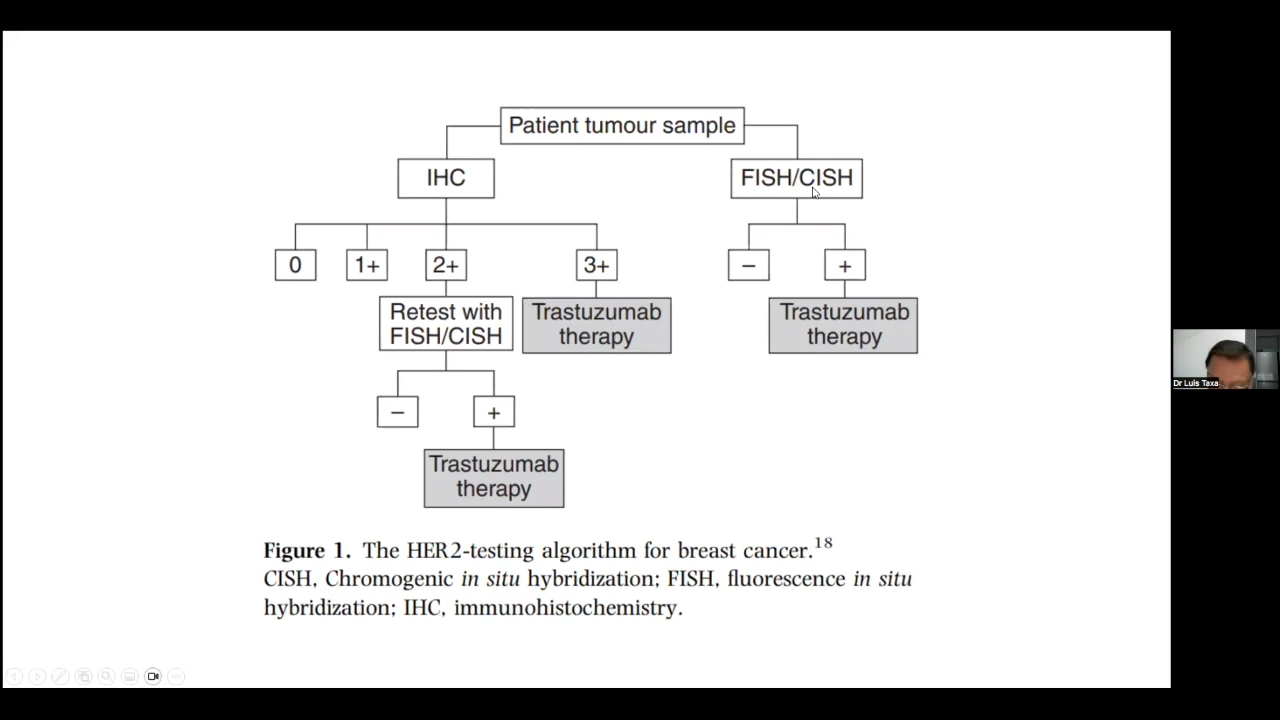 Patient tumour sample
IHC
FISH/CISH
0
1+
2+
3+
–
+
Retest with
FISH/CISH
Trastuzumab
therapy
Trastuzumab
therapy
–
+
Trastuzumab
therapy
Figure 1. The HER2-testing algorithm for breast cancer.18
CISH, Chromogenic in situ hybridization; FISH, fluorescence in situ
hybridization; IHC, immunohistochemistry.
Dr Luis Taxa